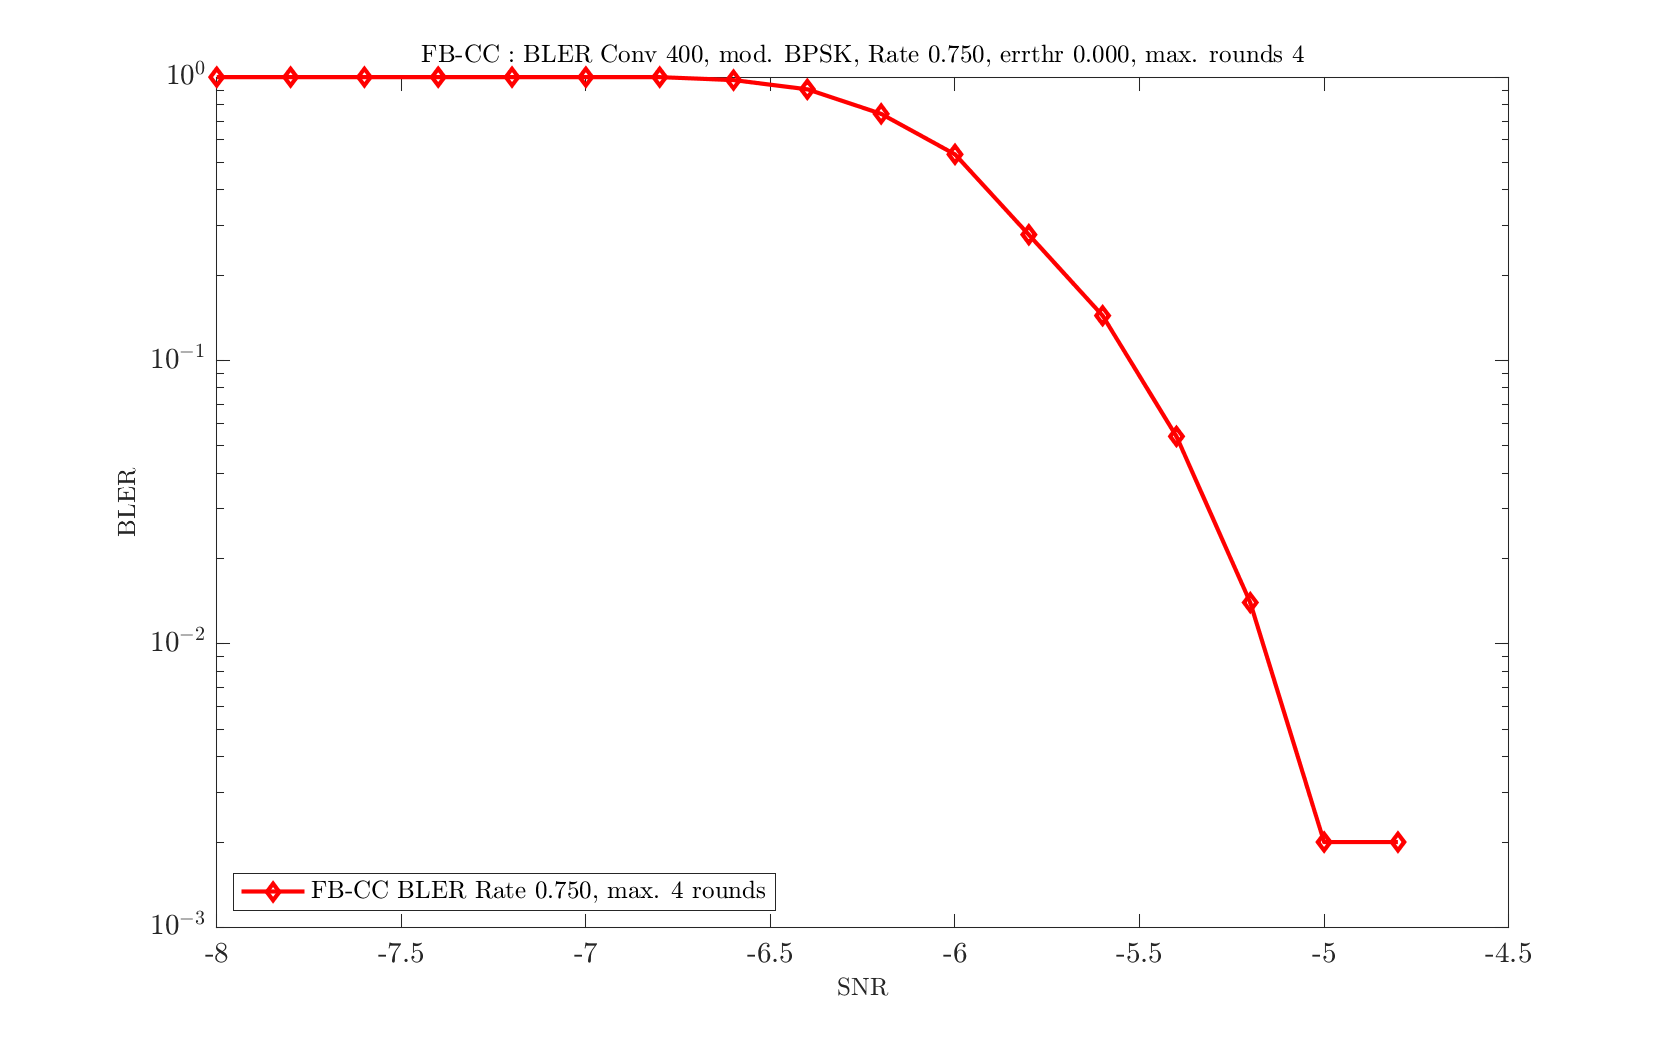 FB-CC : BLER Conv 400, mod. BPSK, Rate 0.750, errthr 0.000, max. rounds 4
10^0
10^-1
10^-2
10^-3
BLER
FB-CC BLER Rate 0.750, max. 4 rounds
-8 -7.5 -7 -6.5 -6 -5.5 -5 -4.5
SNR